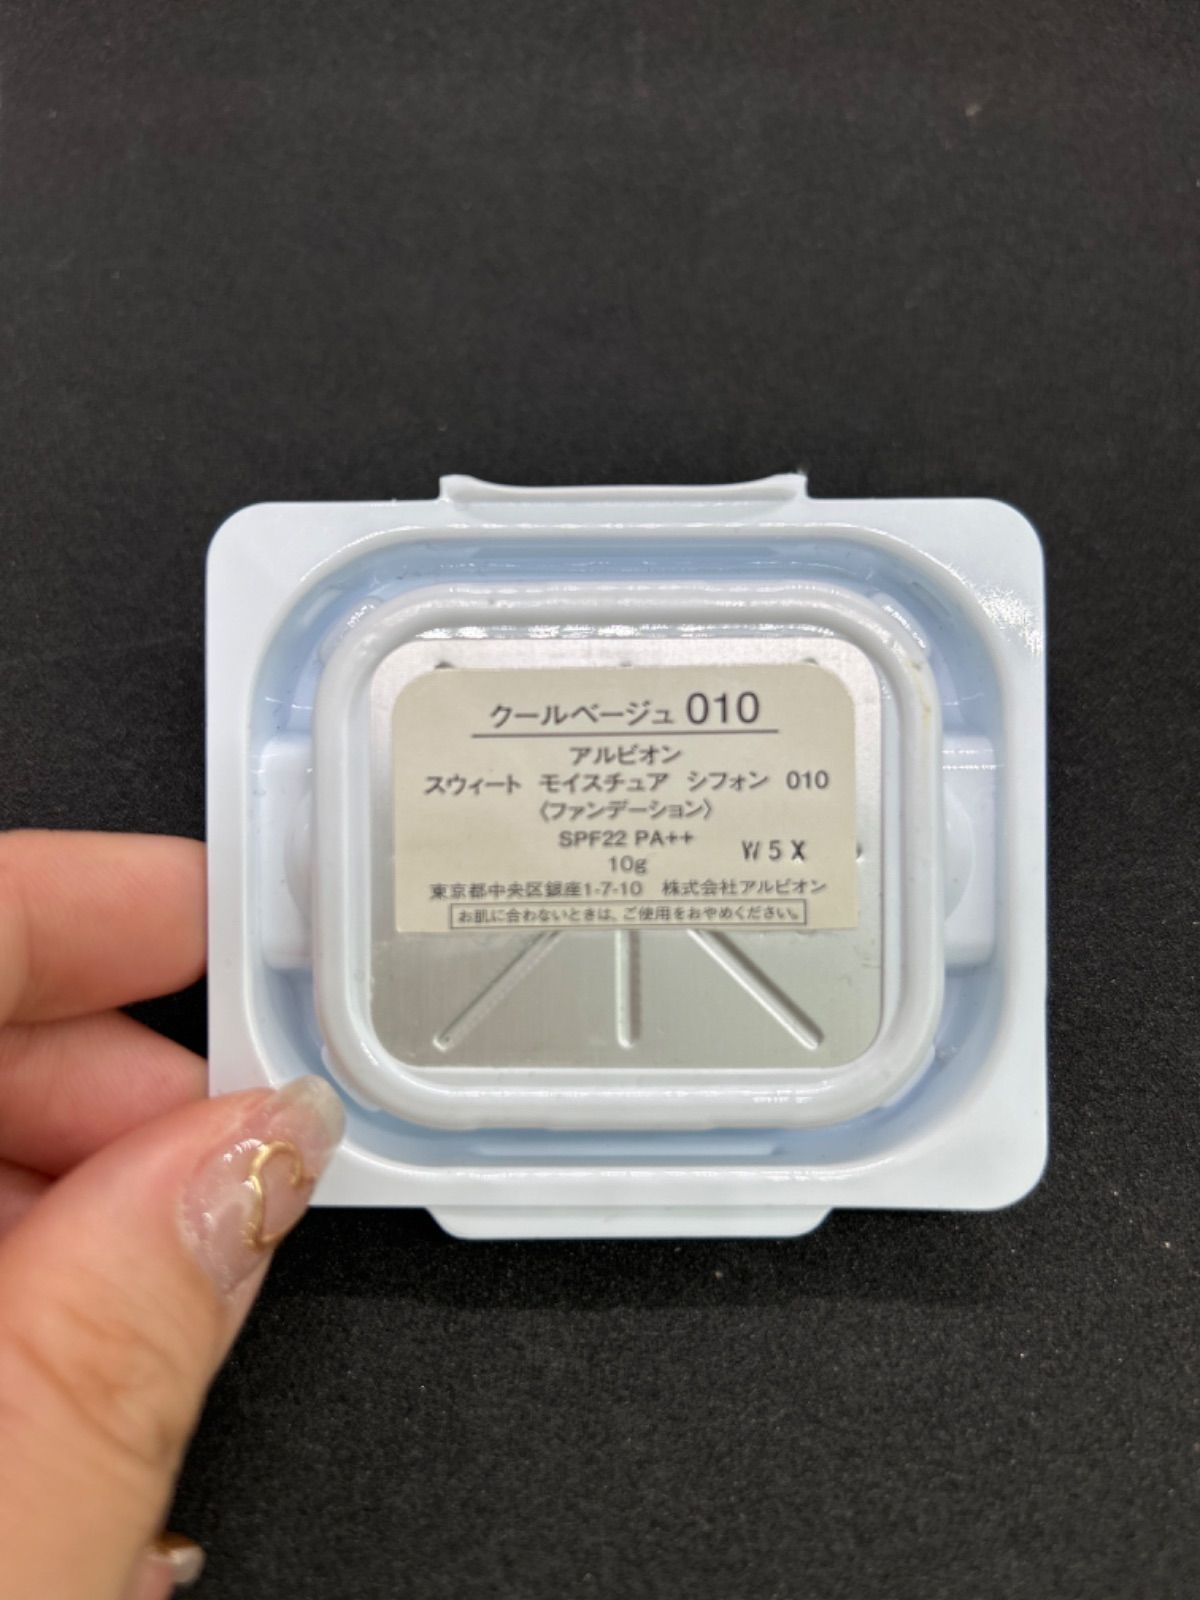 クールベージュ 010
アルビオン
スウィート モイスチュア シフォン 010
〈ファンデーション〉
SPF22 PA++
10g
W5X
東京都中央区銀座1-7-10 株式会社アルビオン
お肌に合わないときは、ご使用をおやめください。